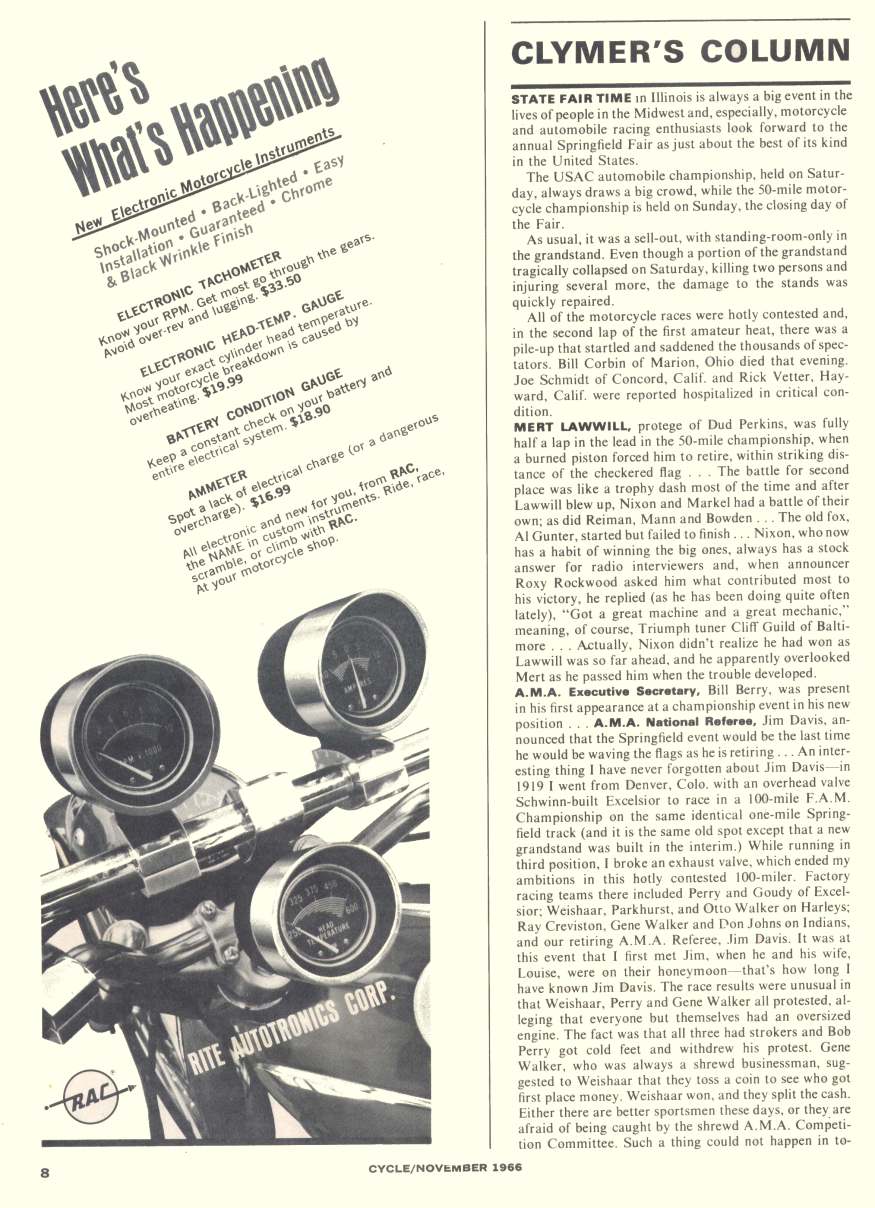 Here's
What's Happening
New Electronic Motorcycle Instruments
Shock-Mounted • Back-Lighted • Easy
Installation • Guaranteed • Chrome
& Black Wrinkle Finish
ELECTRONIC TACHOMETER
Know your RPM. Get most go through the gears.
Avoid over-rev and lugging. $33.50
ELECTRONIC HEAD-TEMP. GAUGE
Know your exact cylinder head temperature.
Most motorcycle breakdown is caused by
overheating. $19.99
BATTERY CONDITION GAUGE
Keep a constant check on your battery and
entire electrical system. $18.90
AMMETER
Spot a lack of electrical charge (or a dangerous
overcharge). $16.99
All electronic and new for you, from RAC,
the NAME in custom instruments. Ride, race,
scramble, or climb with RAC.
At your motorcycle shop.
AMPERES
RPM X 1000
250 325 375 450 600
HEAD
TEMPERATURE
RITE AUTOTRONICS CORP.
R.A.C
CLYMER'S COLUMN
STATE FAIR TIME in Illinois is always a big event in the
lives of people in the Midwest and, especially, motorcycle
and automobile racing enthusiasts look forward to the
annual Springfield Fair as just about the best of its kind
in the United States.
The USAC automobile championship, held on Satur-
day, always draws a big crowd, while the 50-mile motor-
cycle championship is held on Sunday, the closing day of
the Fair.
As usual, it was a sell-out, with standing-room-only in
the grandstand. Even though a portion of the grandstand
tragically collapsed on Saturday, killing two persons and
injuring several more, the damage to the stands was
quickly repaired.
All of the motorcycle races were hotly contested and,
in the second lap of the first amateur heat, there was a
pile-up that startled and saddened the thousands of spec-
tators. Bill Corbin of Marion, Ohio died that evening.
Joe Schmidt of Concord, Calif. and Rick Vetter, Hay-
ward, Calif. were reported hospitalized in critical con-
dition.
MERT LAWWILL, protege of Dud Perkins, was fully
half a lap in the lead in the 50-mile championship, when
a burned piston forced him to retire, within striking dis-
tance of the checkered flag . . . The battle for second
place was like a trophy dash most of the time and after
Lawwill blew up, Nixon and Markel had a battle of their
own; as did Reiman, Mann and Bowden . . . The old fox,
Al Gunter, started but failed to finish . . . Nixon, who now
has a habit of winning the big ones, always has a stock
answer for radio interviewers and, when announcer
Roxy Rockwood asked him what contributed most to
his victory, he replied (as he has been doing quite often
lately), "Got a great machine and a great mechanic,"
meaning, of course, Triumph tuner Cliff Guild of Balti-
more . . . Actually, Nixon didn't realize he had won as
Lawwill was so far ahead, and he apparently overlooked
Mert as he passed him when the trouble developed.
A.M.A. Executive Secretary, Bill Berry, was present
in his first appearance at a championship event in his new
position . . . A.M.A. National Referee, Jim Davis, an-
nounced that the Springfield event would be the last time
he would be waving the flags as he is retiring . . . An inter-
esting thing I have never forgotten about Jim Davis—in
1919 I went from Denver, Colo. with an overhead valve
Schwinn-built Excelsior to race in a 100-mile F.A.M.
Championship on the same identical one-mile Spring-
field track (and it is the same old spot except that a new
grandstand was built in the interim.) While running in
third position, I broke an exhaust valve, which ended my
ambitions in this hotly contested 100-miler. Factory
racing teams there included Perry and Goudy of Excel-
sior; Weishaar, Parkhurst, and Otto Walker on Harleys;
Ray Creviston, Gene Walker and Don Johns on Indians,
and our retiring A.M.A. Referee, Jim Davis. It was at
this event that I first met Jim, when he and his wife,
Louise, were on their honeymoon—that's how long I
have known Jim Davis. The race results were unusual in
that Weishaar, Perry and Gene Walker all protested, al-
leging that everyone but themselves had an oversized
engine. The fact was that all three had strokers and Bob
Perry got cold feet and withdrew his protest. Gene
Walker, who was always a shrewd businessman, sug-
gested to Weishaar that they toss a coin to see who got
first place money. Weishaar won, and they split the cash.
Either there are better sportsmen these days, or they are
afraid of being caught by the shrewd A.M.A. Competi-
tion Committee. Such a thing could not happen in to-
8
CYCLE/NOVEMBER 1966